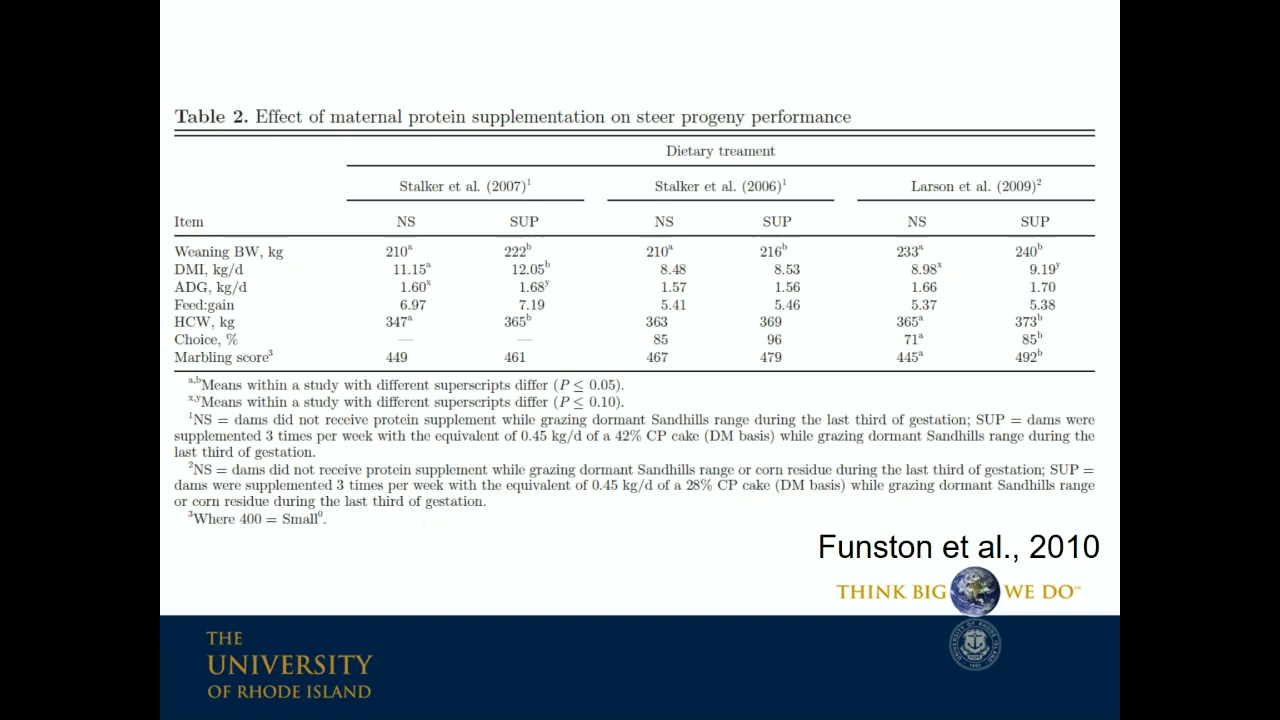 Table 2. Effect of maternal protein supplementation on steer progeny performance
Dietary treament
Stalker et al. (2007)¹ Stalker et al. (2006)¹ Larson et al. (2009)²
Item NS SUP NS SUP NS SUP
Weaning BW, kg 210ᵃ 222ᵇ 210ᵃ 216ᵇ 233ᵃ 240ᵇ
DMI, kg/d 11.15ᵃ 12.05ᵇ 8.48 8.53 8.98ˣ 9.19ʸ
ADG, kg/d 1.60ˣ 1.68ʸ 1.57 1.56 1.66 1.70
Feed:gain 6.97 7.19 5.41 5.46 5.37 5.38
HCW, kg 347ᵃ 365ᵇ 363 369 365ᵃ 373ᵇ
Choice, % — — 85 96 71ᵃ 85ᵇ
Marbling score³ 449 461 467 479 445ᵃ 492ᵇ
ᵃ,ᵇMeans within a study with different superscripts differ (P ≤ 0.05).
ˣ,ʸMeans within a study with different superscripts differ (P ≤ 0.10).
¹NS = dams did not receive protein supplement while grazing dormant Sandhills range during the last third of gestation; SUP = dams were
supplemented 3 times per week with the equivalent of 0.45 kg/d of a 42% CP cake (DM basis) while grazing dormant Sandhills range during the
last third of gestation.
²NS = dams did not receive protein supplement while grazing dormant Sandhills range or corn residue during the last third of gestation; SUP =
dams were supplemented 3 times per week with the equivalent of 0.45 kg/d of a 28% CP cake (DM basis) while grazing dormant Sandhills range
or corn residue during the last third of gestation.
³Where 400 = Small⁰.
Funston et al., 2010
THINK BIG WE DO℠
THE
UNIVERSITY
OF RHODE ISLAND